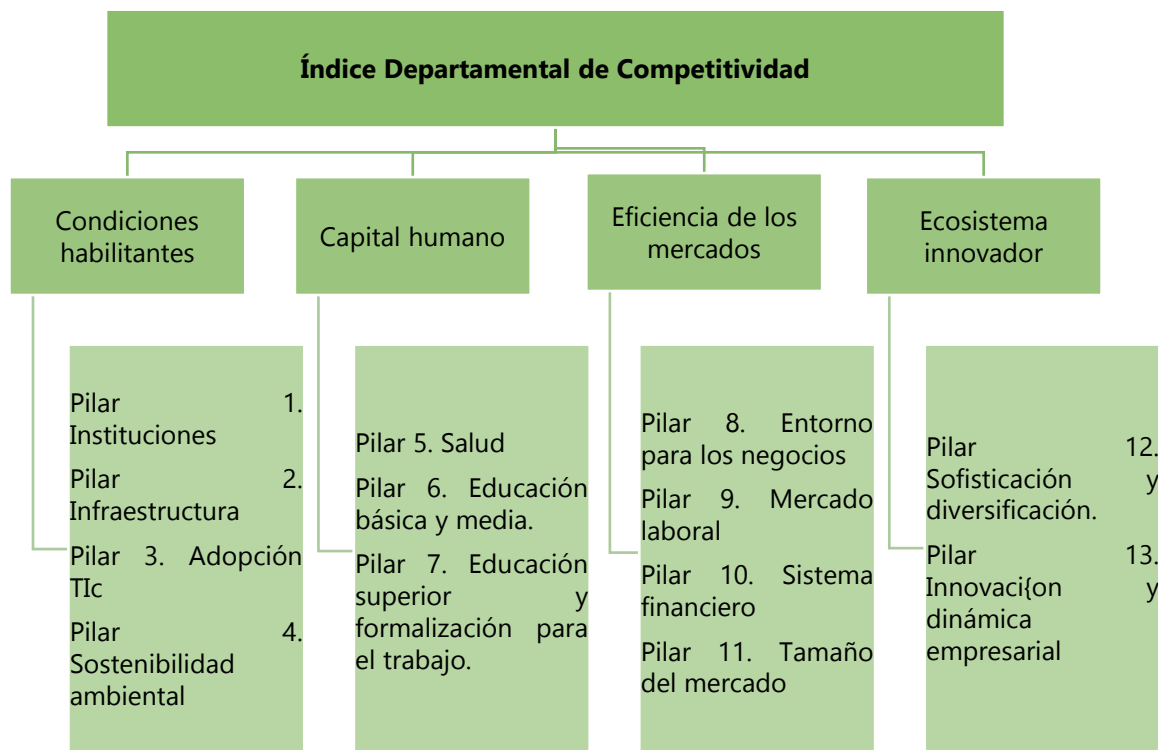 Índice Departamental de Competitividad
Condiciones
habilitantes
Capital humano
Eficiencia de los
mercados
Ecosistema
innovador
Pilar 1.
Instituciones
Pilar 2.
Infraestructura
Pilar 3. Adopción
TIc
Pilar 4.
Sostenibilidad
ambiental
Pilar 5. Salud
Pilar 6. Educación
básica y media.
Pilar 7. Educación
superior y
formalización para
el trabajo.
Pilar 8. Entorno
para los negocios
Pilar 9. Mercado
laboral
Pilar 10. Sistema
financiero
Pilar 11. Tamaño
del mercado
Pilar 12.
Sofisticación y
diversificación.
Pilar 13.
Innovaci{on y
dinámica
empresarial